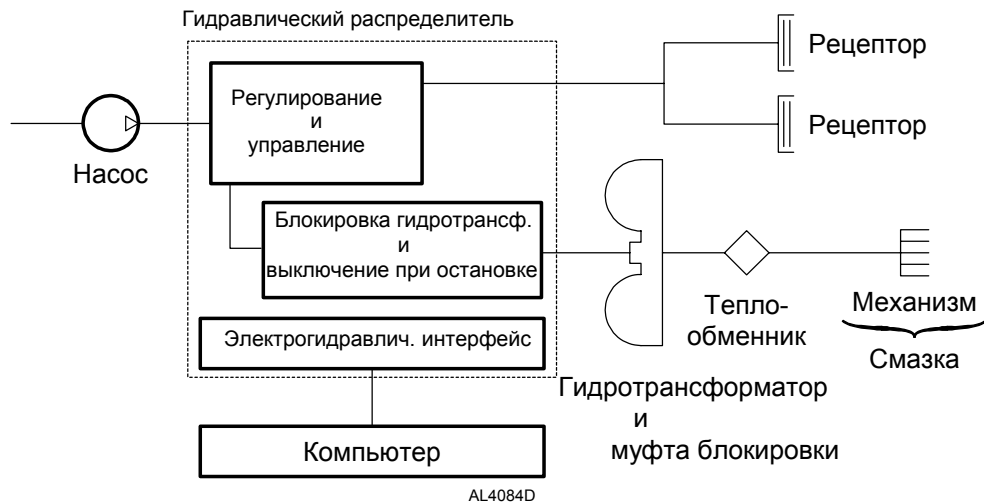 Гидравлический распределитель
Регулирование
и
управление
Насос
Рецептор
Рецептор
Блокировка гидротрансф.
и
выключение при остановке
Тепло-
обменник
Механизм
Смазка
Электрогидравлич. интерфейс
Гидротрансформатор
и
муфта блокировки
Компьютер
AL4084D